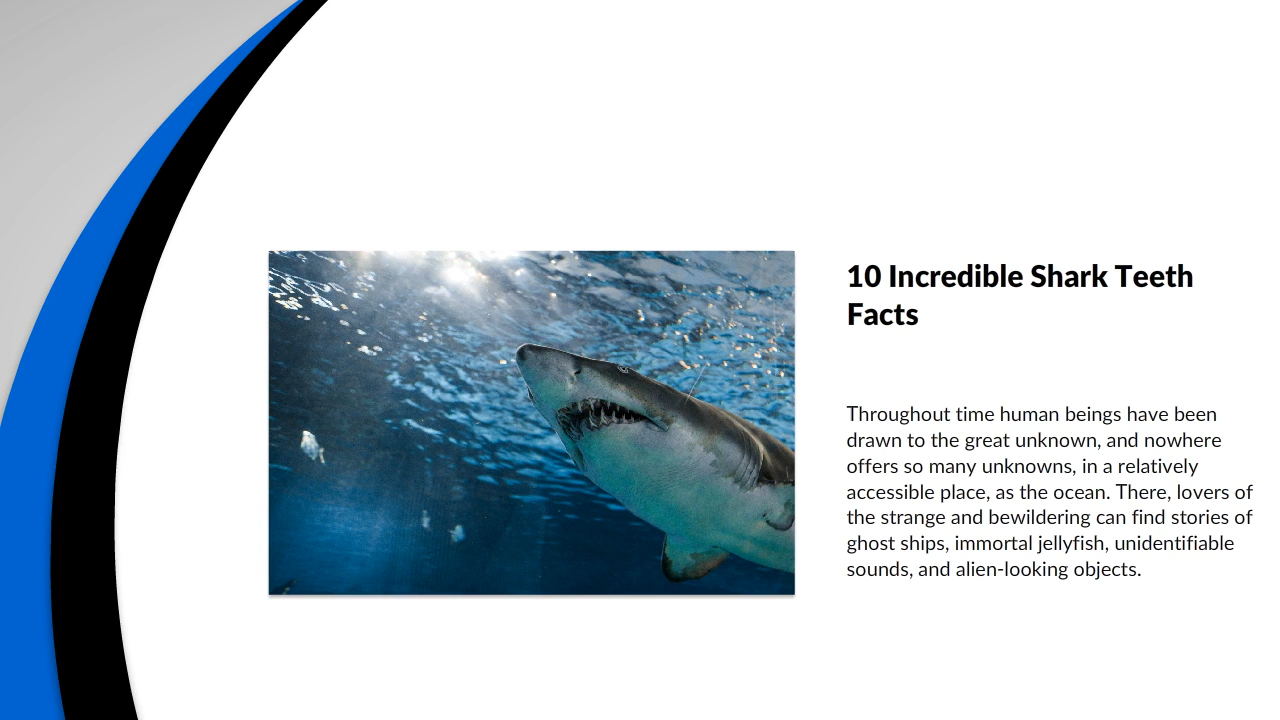 10 Incredible Shark Teeth
Facts
Throughout time human beings have been
drawn to the great unknown, and nowhere
offers so many unknowns, in a relatively
accessible place, as the ocean. There, lovers of
the strange and bewildering can find stories of
ghost ships, immortal jellyfish, unidentifiable
sounds, and alien-looking objects.